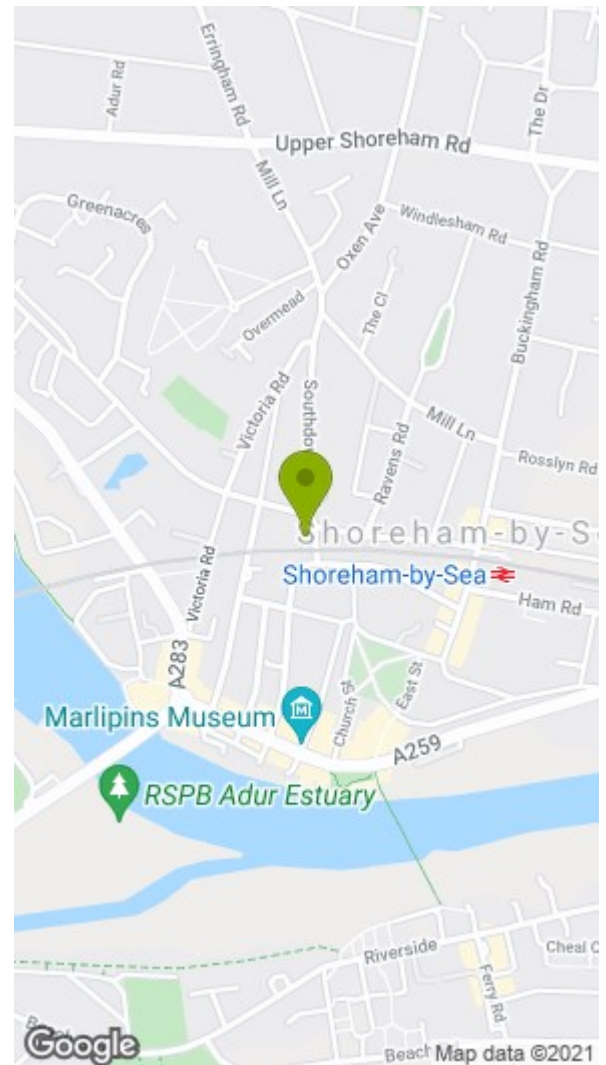 Erringham Rd
Adur Rd
The Dr
Upper Shoreham Rd
Mill Ln
Greenacres
Oxen Ave
Windlesham Rd
Buckingham Rd
Overmead
The Cl
Victoria Rd
Mill Ln
Ravens Rd
Rosslyn Rd
Shoreham-by-Se
Shoreham-by-Sea
Victoria Rd
Ham Rd
A283
Church St
East St
Marlipins Museum
A259
RSPB Adur Estuary
Riverside
Cheal C
Ferry Rd
Google
Beach
Map data ©2021